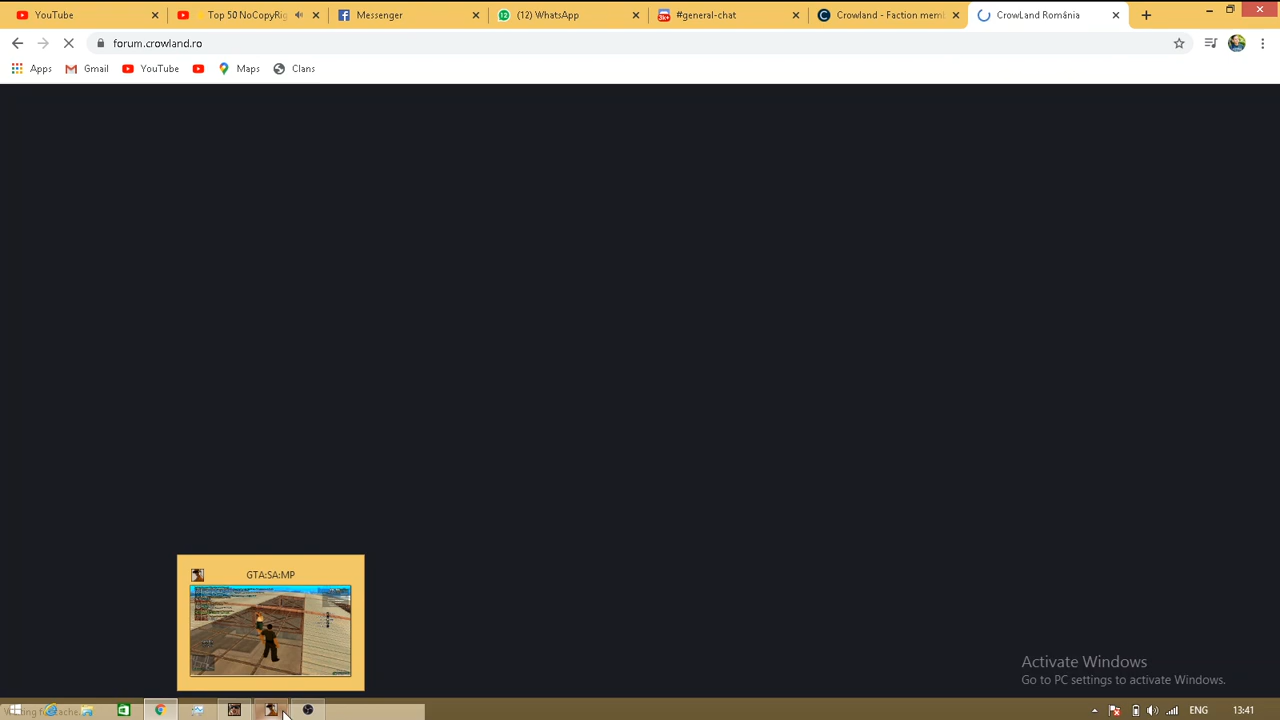 YouTube
Top 50 NoCopyRig
Messenger
(12) WhatsApp
#general-chat
Crowland - Faction mem
CrowLand România
forum.crowland.ro
Apps
Gmail
YouTube
Maps
Clans
GTA:SA:MP
Activate Windows
Go to PC settings to activate Windows.
ENG
13:41